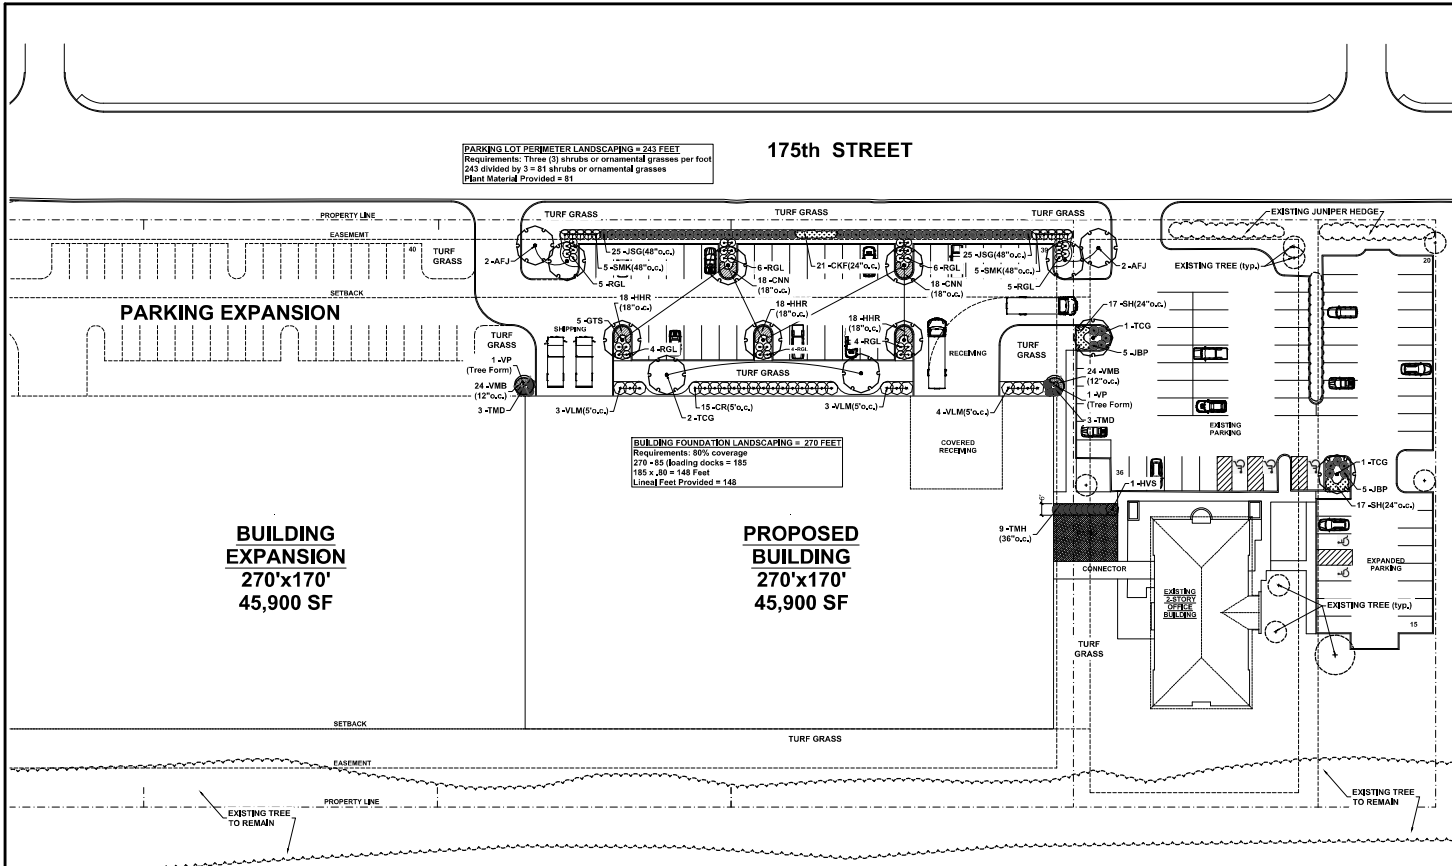 175th STREET
PARKING LOT PERIMETER LANDSCAPING = 243 FEET
Requirements: Three (3) shrubs or ornamental grasses per foot
243 divided by 3 = 81 shrubs or ornamental grasses
Plant Material Provided = 81
PROPERTY LINE
TURF GRASS
TURF GRASS
TURF GRASS
EXISTING JUNIPER HEDGE
EASEMEMT
40
TURF
GRASS
2 -AFJ
25 -JSG(48"o.c.)
5 -SMK(48"o.c.)
5 -RGL
6 -RGL
18 -CNN
(18"o.c.)
21 -CKF(24"o.c.)
6 -RGL
18 -CNN
(18"o.c.)
25 -JSG(48"o.c.)
39
5 -SMK(48"o.c.)
5 -RGL
2 -AFJ
EXISTING TREE (typ.)
20
SETBACK
PARKING EXPANSION
18 -HHR
(18"o.c.)
18 -HHR
(18"o.c.)
18 -HHR
(18"o.c.)
17 -SH(24"o.c.)
5 -GTS
SHIPPING
1 -TCG
TURF
GRASS
4 -RGL
4 -RGL
4 -RGL
RECEIVING
TURF
GRASS
5 -JBP
1 -VP
(Tree Form)
24 -VMB
(12"o.c.)
3 -TMD
TURF GRASS
24 -VMB
(12"o.c.)
1 -VP
(Tree Form)
3 -TMD
3 -VLM(5'o.c.)
15 -CR(5'o.c.)
2 -TCG
3 -VLM(5'o.c.)
4 -VLM(5'o.c.)
EXISTING
PARKING
BUILDING FOUNDATION LANDSCAPING = 270 FEET
Requirements: 80% coverage
270 - 85 (loading docks = 185
185 x .80 = 148 Feet
Lineal Feet Provided = 148
COVERED
RECEIVING
36
1 -HVS
1 -TCG
5 -JBP
17 -SH(24"o.c.)
6'
9 -TMH
(36"o.c.)
BUILDING
EXPANSION
270'x170'
45,900 SF
PROPOSED
BUILDING
270'x170'
45,900 SF
CONNECTOR
EXISTING
2-STORY
OFFICE
BUILDING
EXPANDED
PARKING
EXISTING TREE (typ.)
15
TURF
GRASS
SETBACK
TURF GRASS
EASEMENT
PROPERTY LINE
EXISTING TREE
TO REMAIN
EXISTING TREE
TO REMAIN